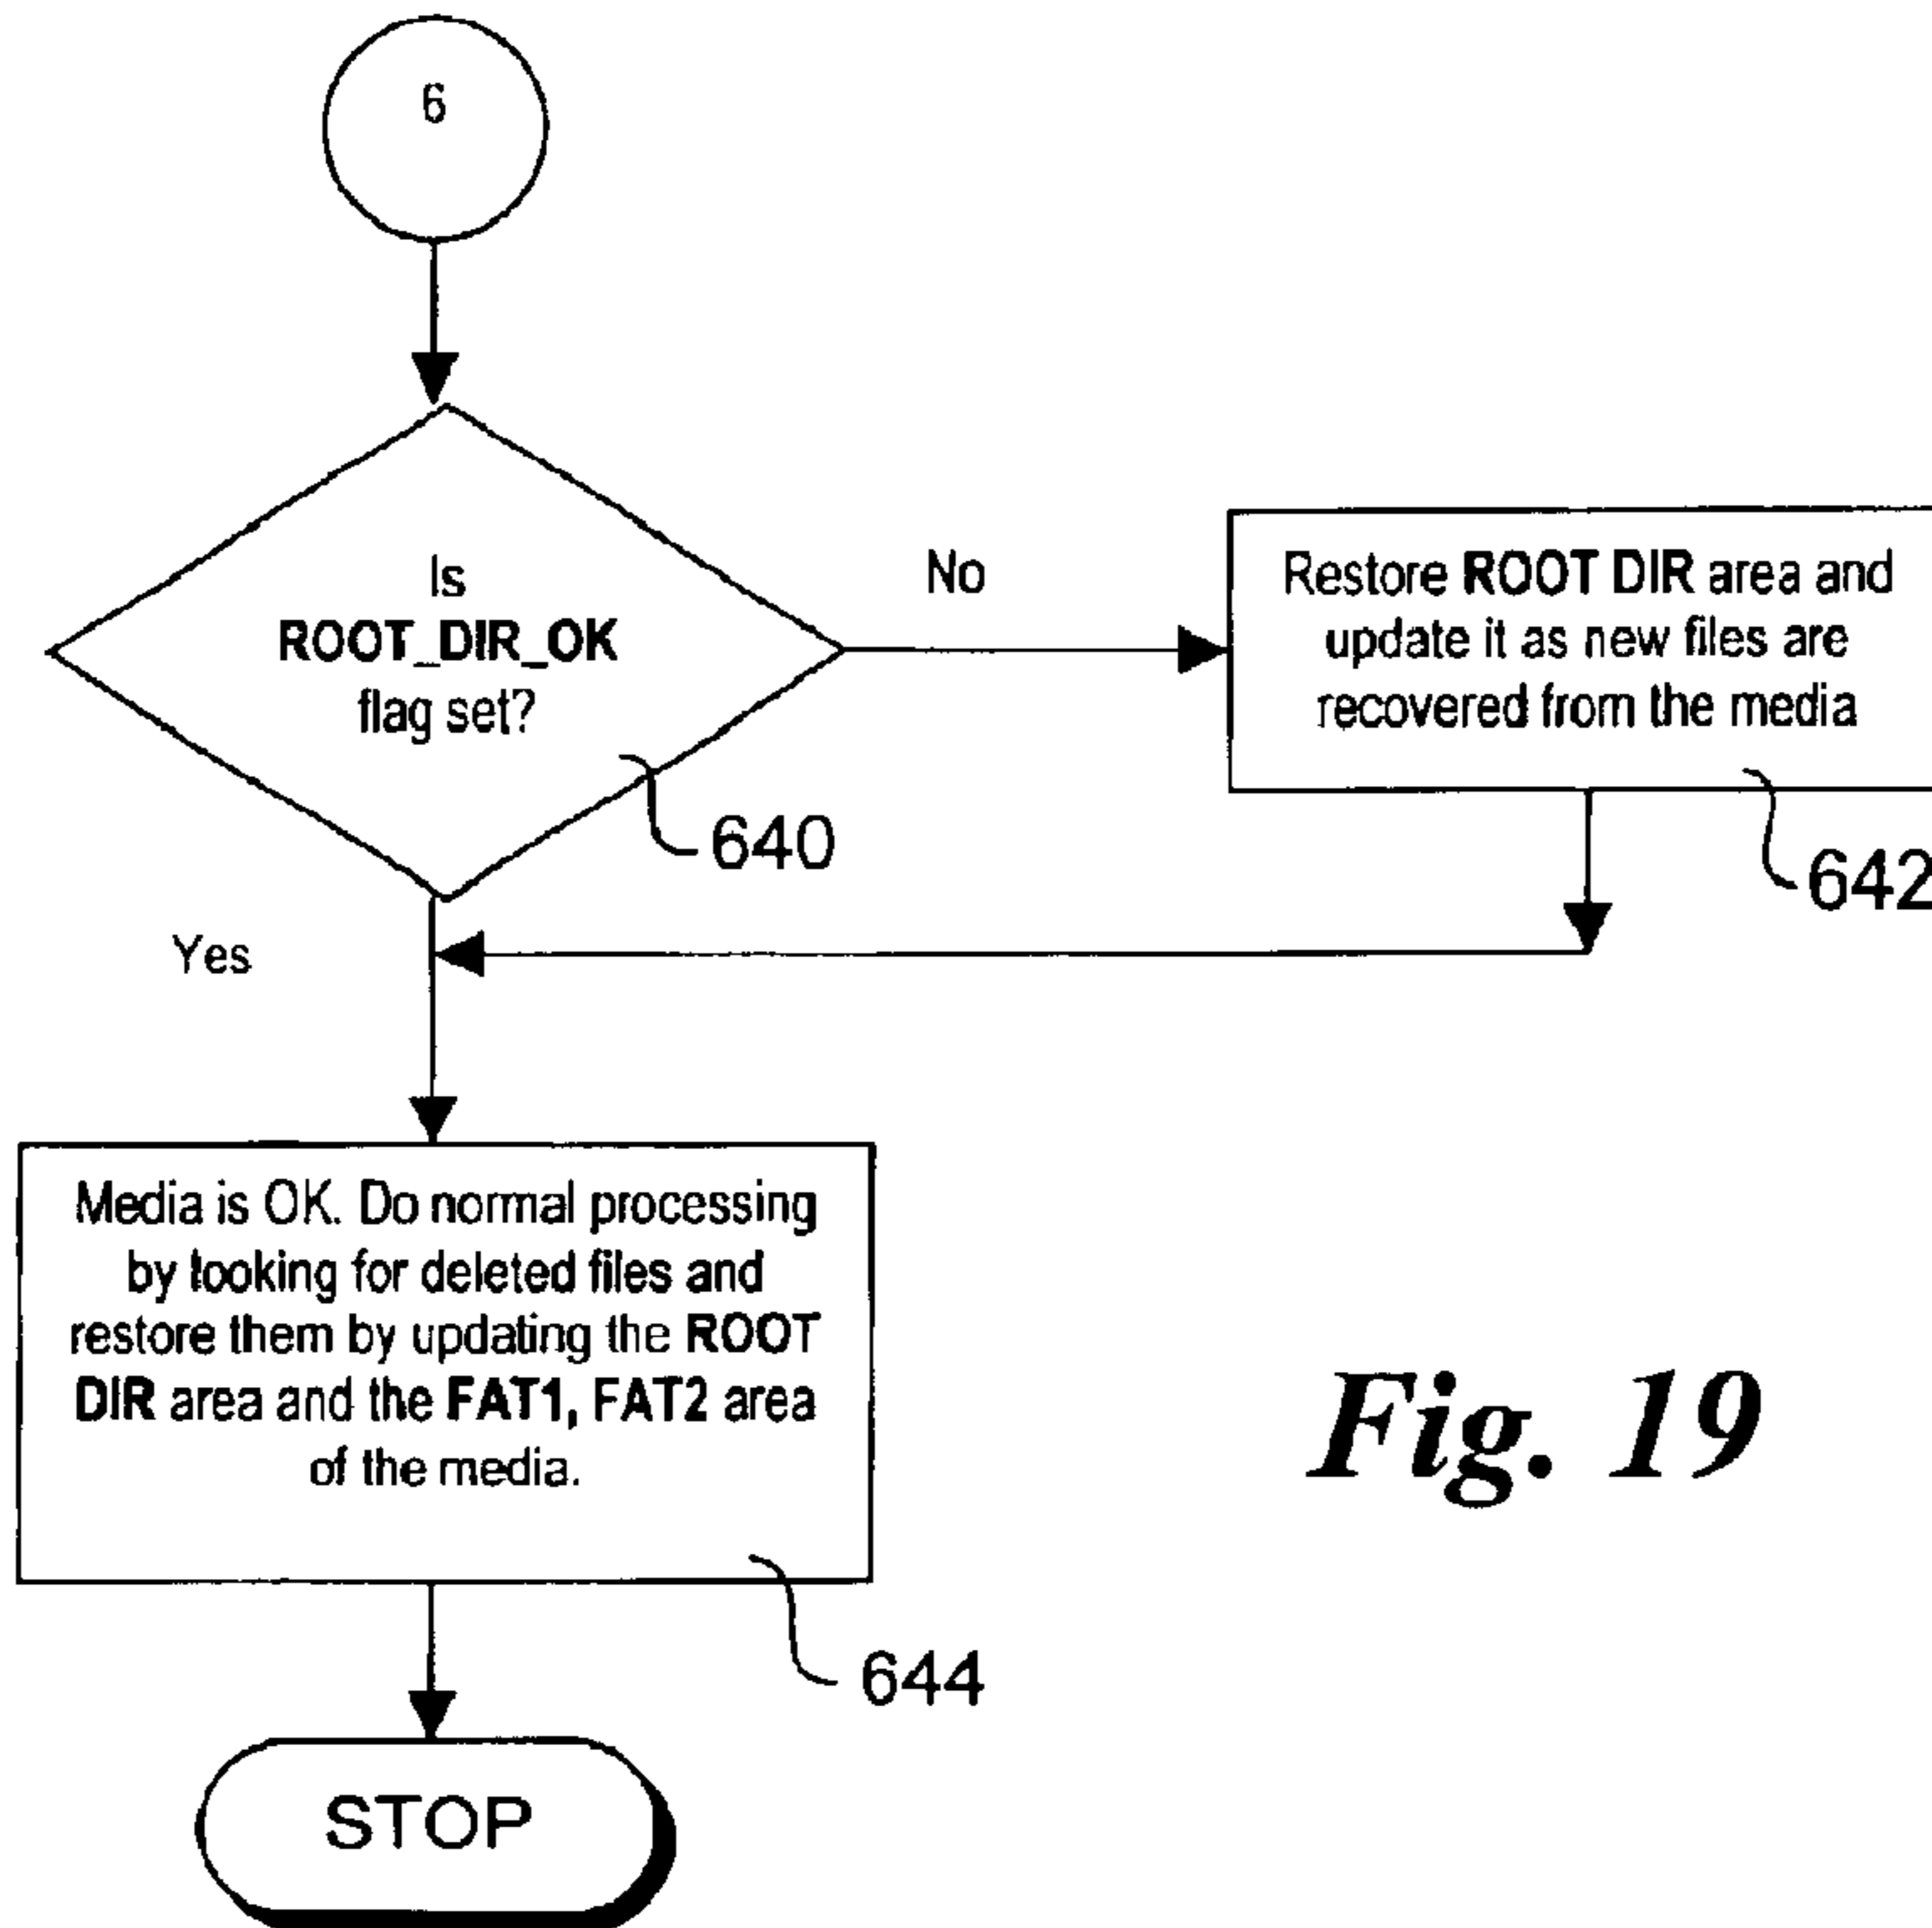 6
Is
ROOT_DIR_OK
flag set?
No
Restore ROOT DIR area and
update it as new files are
recovered from the media
640
642
Yes
Media is OK. Do normal processing
by looking for deleted files and
restore them by updating the ROOT
DIR area and the FAT1, FAT2 area
of the media.
644
STOP
Fig. 19